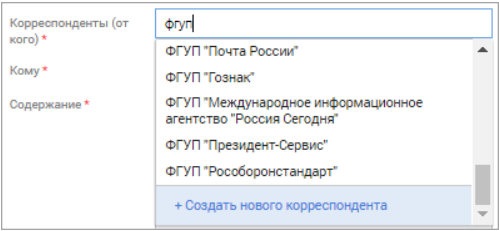 Корреспонденты (от
кого) *
фгуп
ФГУП "Почта России"
Кому *
ФГУП "Гознак"
Содержание *
ФГУП "Международное информационное
агентство "Россия Сегодня"
ФГУП "Президент-Сервис"
ФГУП "Рособоронстандарт"
+ Создать нового корреспондента